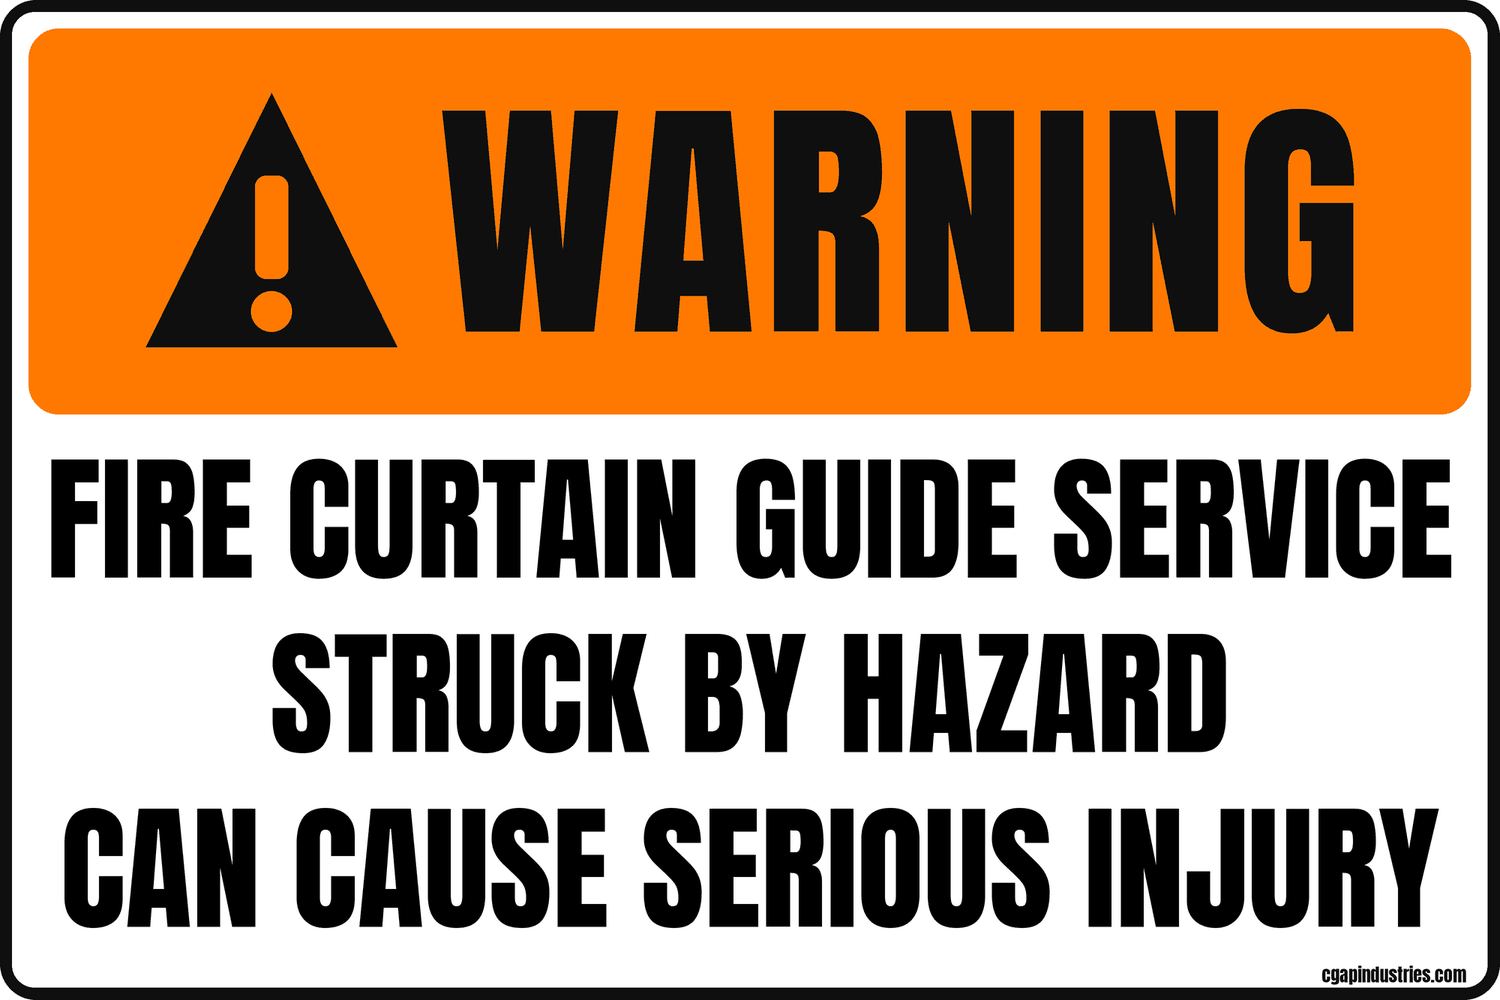 WARNING
FIRE CURTAIN GUIDE SERVICE
STRUCK BY HAZARD
CAN CAUSE SERIOUS INJURY
cgapindustries.com